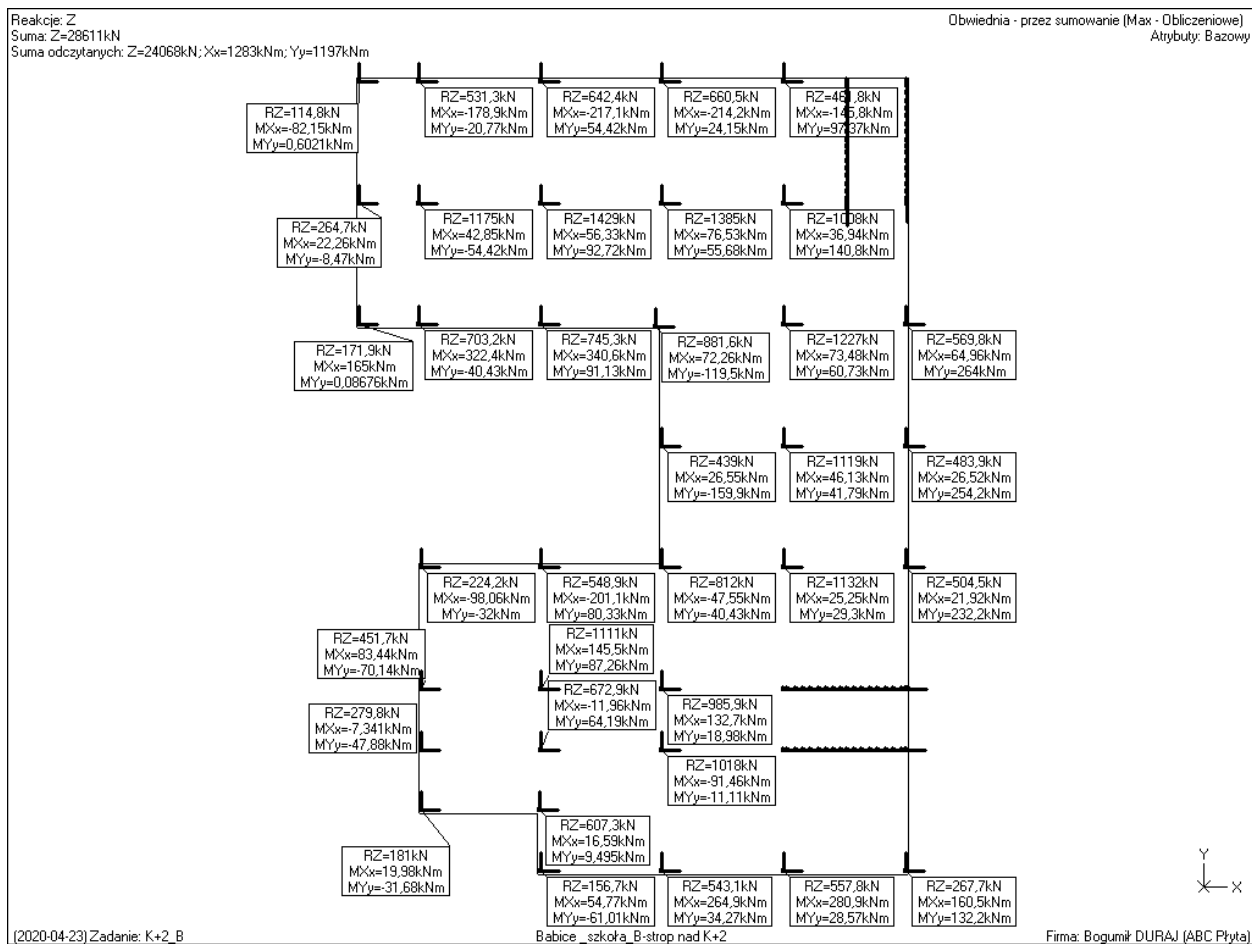 Reakcje: Z
Suma: Z=28611kN
Suma odczytanych: Z=24068kN; Xx=1283kNm; Yy=1197kNm
Obwiednia - przez sumowanie (Max - Obliczeniowe)
Atrybuty: Bazowy
RZ=114,8kN
MXx=-82,15kNm
MYy=0,6021kNm
RZ=531,3kN
MXx=-178,9kNm
MYy=-20,77kNm
RZ=642,4kN
MXx=-217,1kNm
MYy=54,42kNm
RZ=660,5kN
MXx=-214,2kNm
MYy=24,15kNm
RZ=461,8kN
MXx=-145,8kNm
MYy=97,37kNm
RZ=264,7kN
MXx=22,26kNm
MYy=-8,47kNm
RZ=1175kN
MXx=42,85kNm
MYy=-54,42kNm
RZ=1429kN
MXx=56,33kNm
MYy=92,72kNm
RZ=1385kN
MXx=76,53kNm
MYy=55,68kNm
RZ=1008kN
MXx=36,94kNm
MYy=140,8kNm
RZ=171,9kN
MXx=165kNm
MYy=0,08676kNm
RZ=703,2kN
MXx=322,4kNm
MYy=-40,43kNm
RZ=745,3kN
MXx=340,6kNm
MYy=91,13kNm
RZ=881,6kN
MXx=72,26kNm
MYy=-119,5kNm
RZ=1227kN
MXx=73,48kNm
MYy=60,73kNm
RZ=569,8kN
MXx=64,96kNm
MYy=264kNm
RZ=439kN
MXx=26,55kNm
MYy=-159,9kNm
RZ=1119kN
MXx=46,13kNm
MYy=41,79kNm
RZ=483,9kN
MXx=26,52kNm
MYy=254,2kNm
RZ=224,2kN
MXx=-98,06kNm
MYy=-32kNm
RZ=548,9kN
MXx=-201,1kNm
MYy=80,33kNm
RZ=812kN
MXx=-47,55kNm
MYy=-40,43kNm
RZ=1132kN
MXx=25,25kNm
MYy=29,3kNm
RZ=504,5kN
MXx=21,92kNm
MYy=232,2kNm
RZ=451,7kN
MXx=83,44kNm
MYy=-70,14kNm
RZ=1111kN
MXx=145,5kNm
MYy=87,26kNm
RZ=672,9kN
MXx=-11,96kNm
MYy=64,19kNm
RZ=985,9kN
MXx=132,7kNm
MYy=18,98kNm
RZ=279,8kN
MXx=-7,341kNm
MYy=-47,88kNm
RZ=1018kN
MXx=-91,46kNm
MYy=-11,11kNm
RZ=607,3kN
MXx=16,59kNm
MYy=9,495kNm
RZ=181kN
MXx=19,98kNm
MYy=-31,68kNm
RZ=156,7kN
MXx=54,77kNm
MYy=-61,01kNm
RZ=543,1kN
MXx=264,9kNm
MYy=34,27kNm
RZ=557,8kN
MXx=280,9kNm
MYy=28,57kNm
RZ=267,7kN
MXx=160,5kNm
MYy=132,2kNm
Y
X
(2020-04-23) Zadanie: K+2_B
Babice _szkoła_B-strop nad K+2
Firma: Bogumił DURAJ (ABC Płyta)